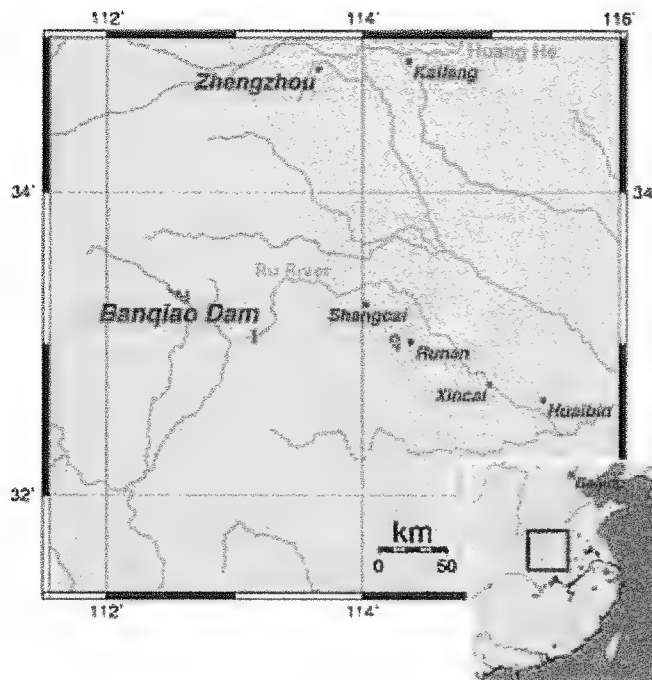 112° 114° 116°
Huang He
Zhengzhou
Kaifeng
34° 34
Ru River
Banqiao Dam
Shangcai
Runan
Xincai
Huaibin
32°
km
0 50
112° 114°